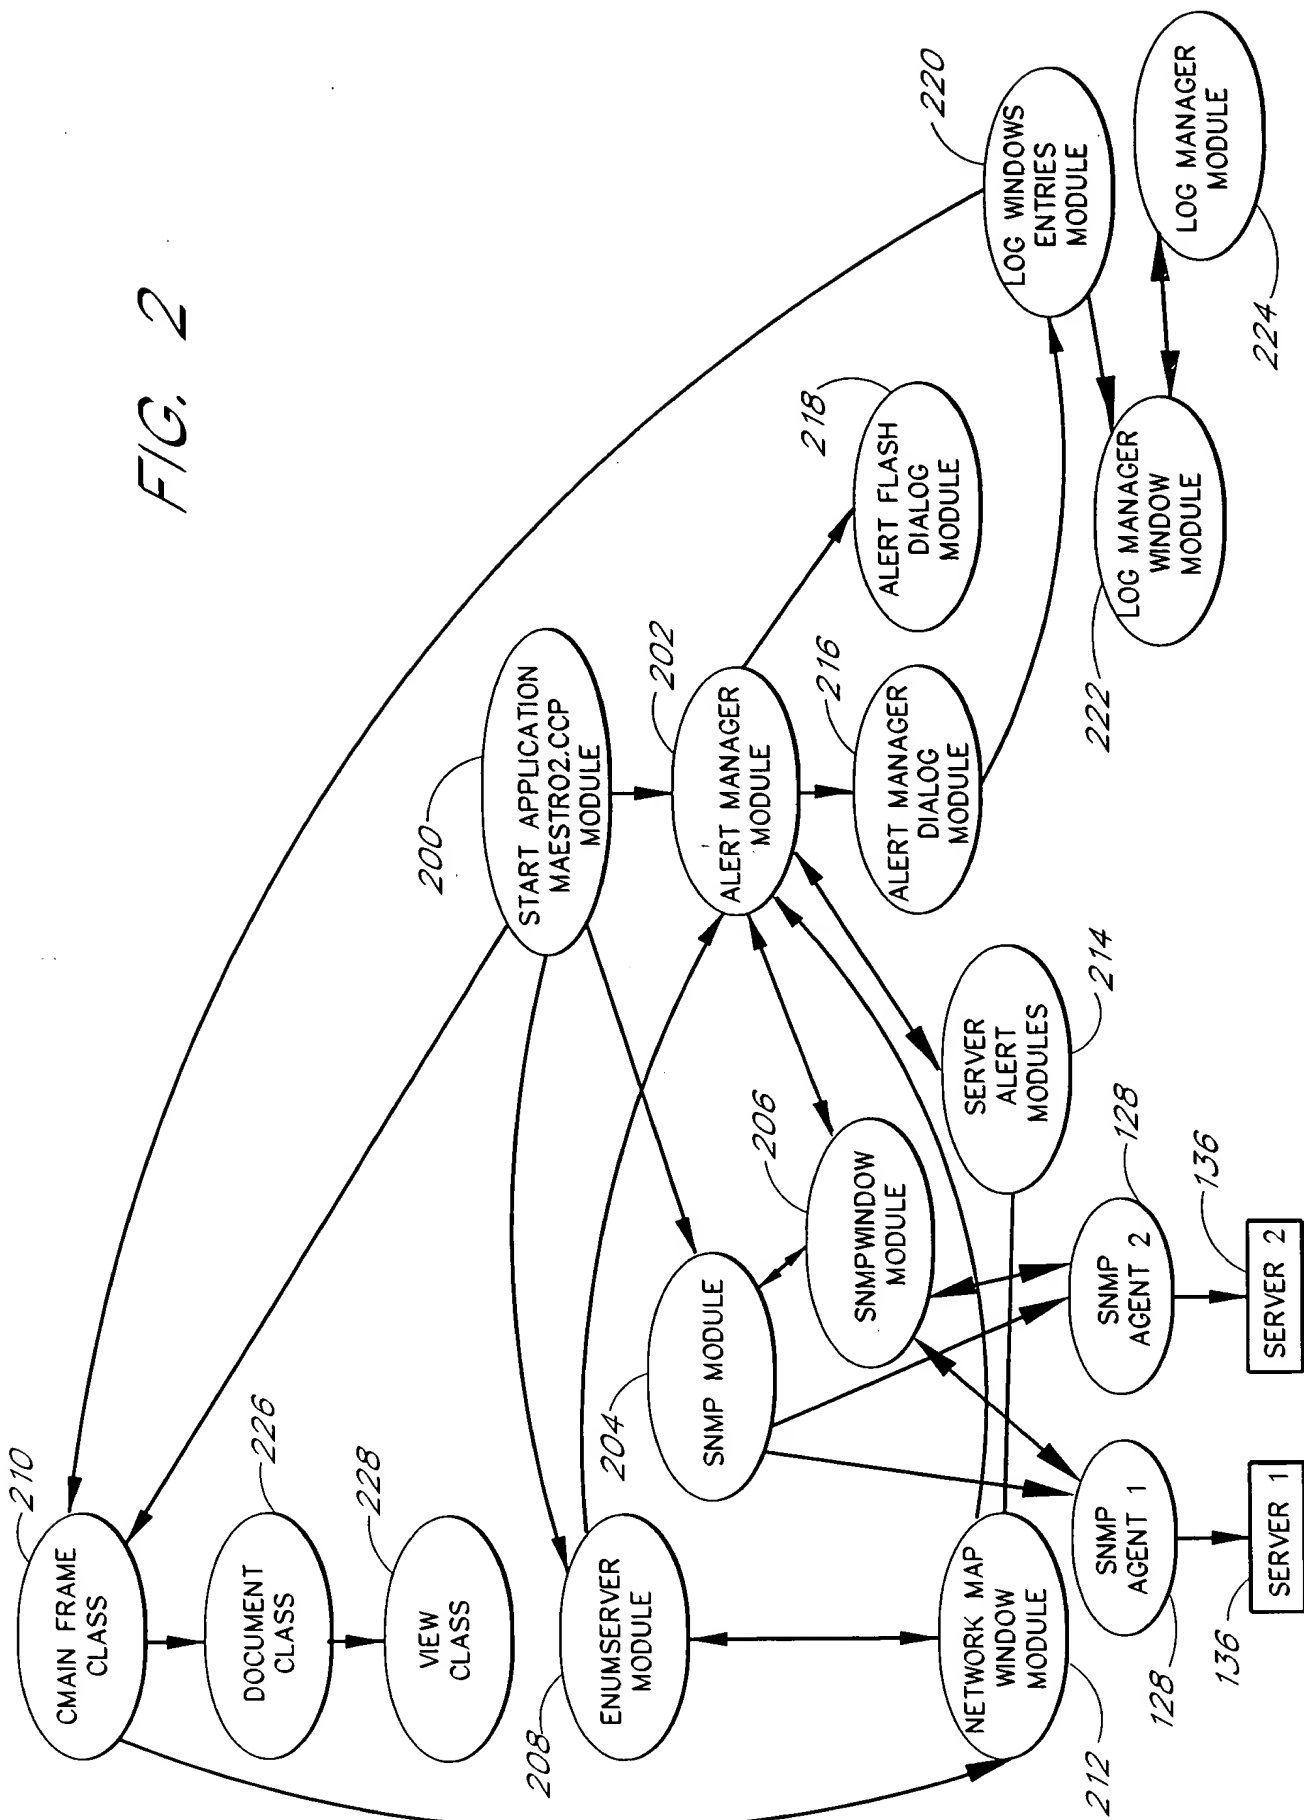 FIG. 2
210
CMAIN FRAME
CLASS
226
DOCUMENT
CLASS
228
VIEW
CLASS
208
ENUMSERVER
MODULE
212
NETWORK MAP
WINDOW
MODULE
204
SNMP MODULE
206
SNMPWINDOW
MODULE
128
SNMP
AGENT 1
136
SERVER 1
128
SNMP
AGENT 2
136
SERVER 2
214
SERVER
ALERT
MODULES
200
START APPLICATION
MAESTRO2.CCP
MODULE
202
ALERT MANAGER
MODULE
216
ALERT MANAGER
DIALOG
MODULE
218
ALERT FLASH
DIALOG
MODULE
220
LOG WINDOWS
ENTRIES
MODULE
222
LOG MANAGER
WINDOW
MODULE
224
LOG MANAGER
MODULE